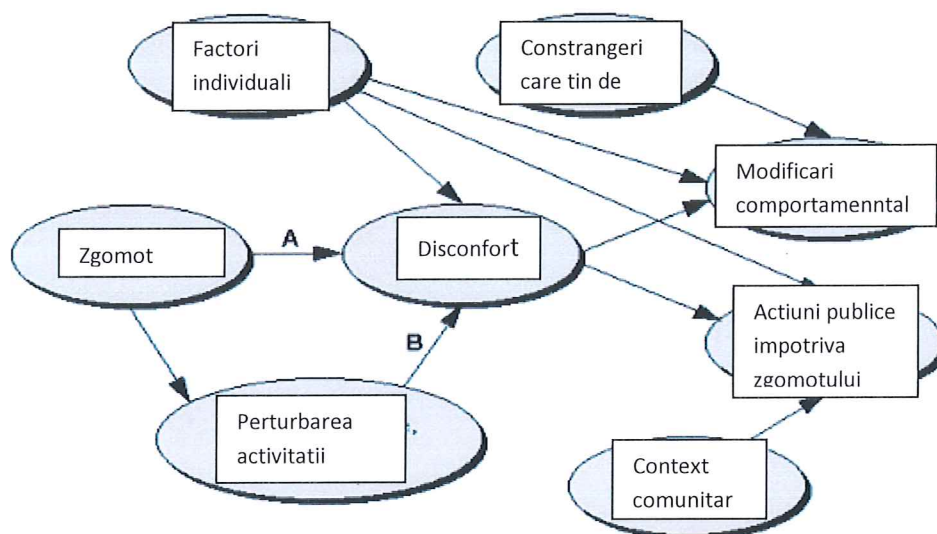 Factori
individuali
Constrangeri
care tin de
Modificari
comportamenntal
Zgomot
A
Disconfort
B
Actiuni publice
impotriva
zgomotului
Perturbarea
activitatii
Context
comunitar